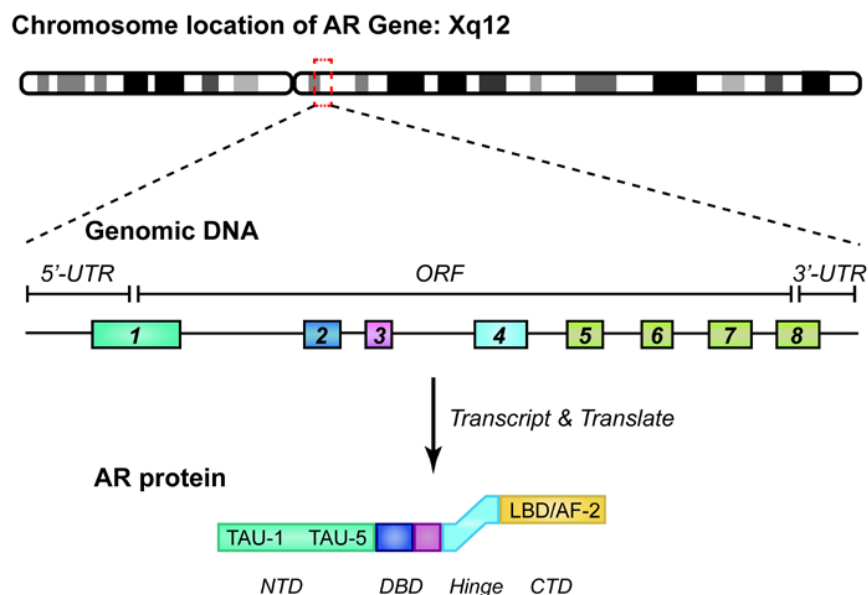 Chromosome location of AR Gene: Xq12
Genomic DNA
5’-UTR ORF 3’-UTR
1 2 3 4 5 6 7 8
Transcript & Translate
AR protein
LBD/AF-2
TAU-1 TAU-5
NTD DBD Hinge CTD